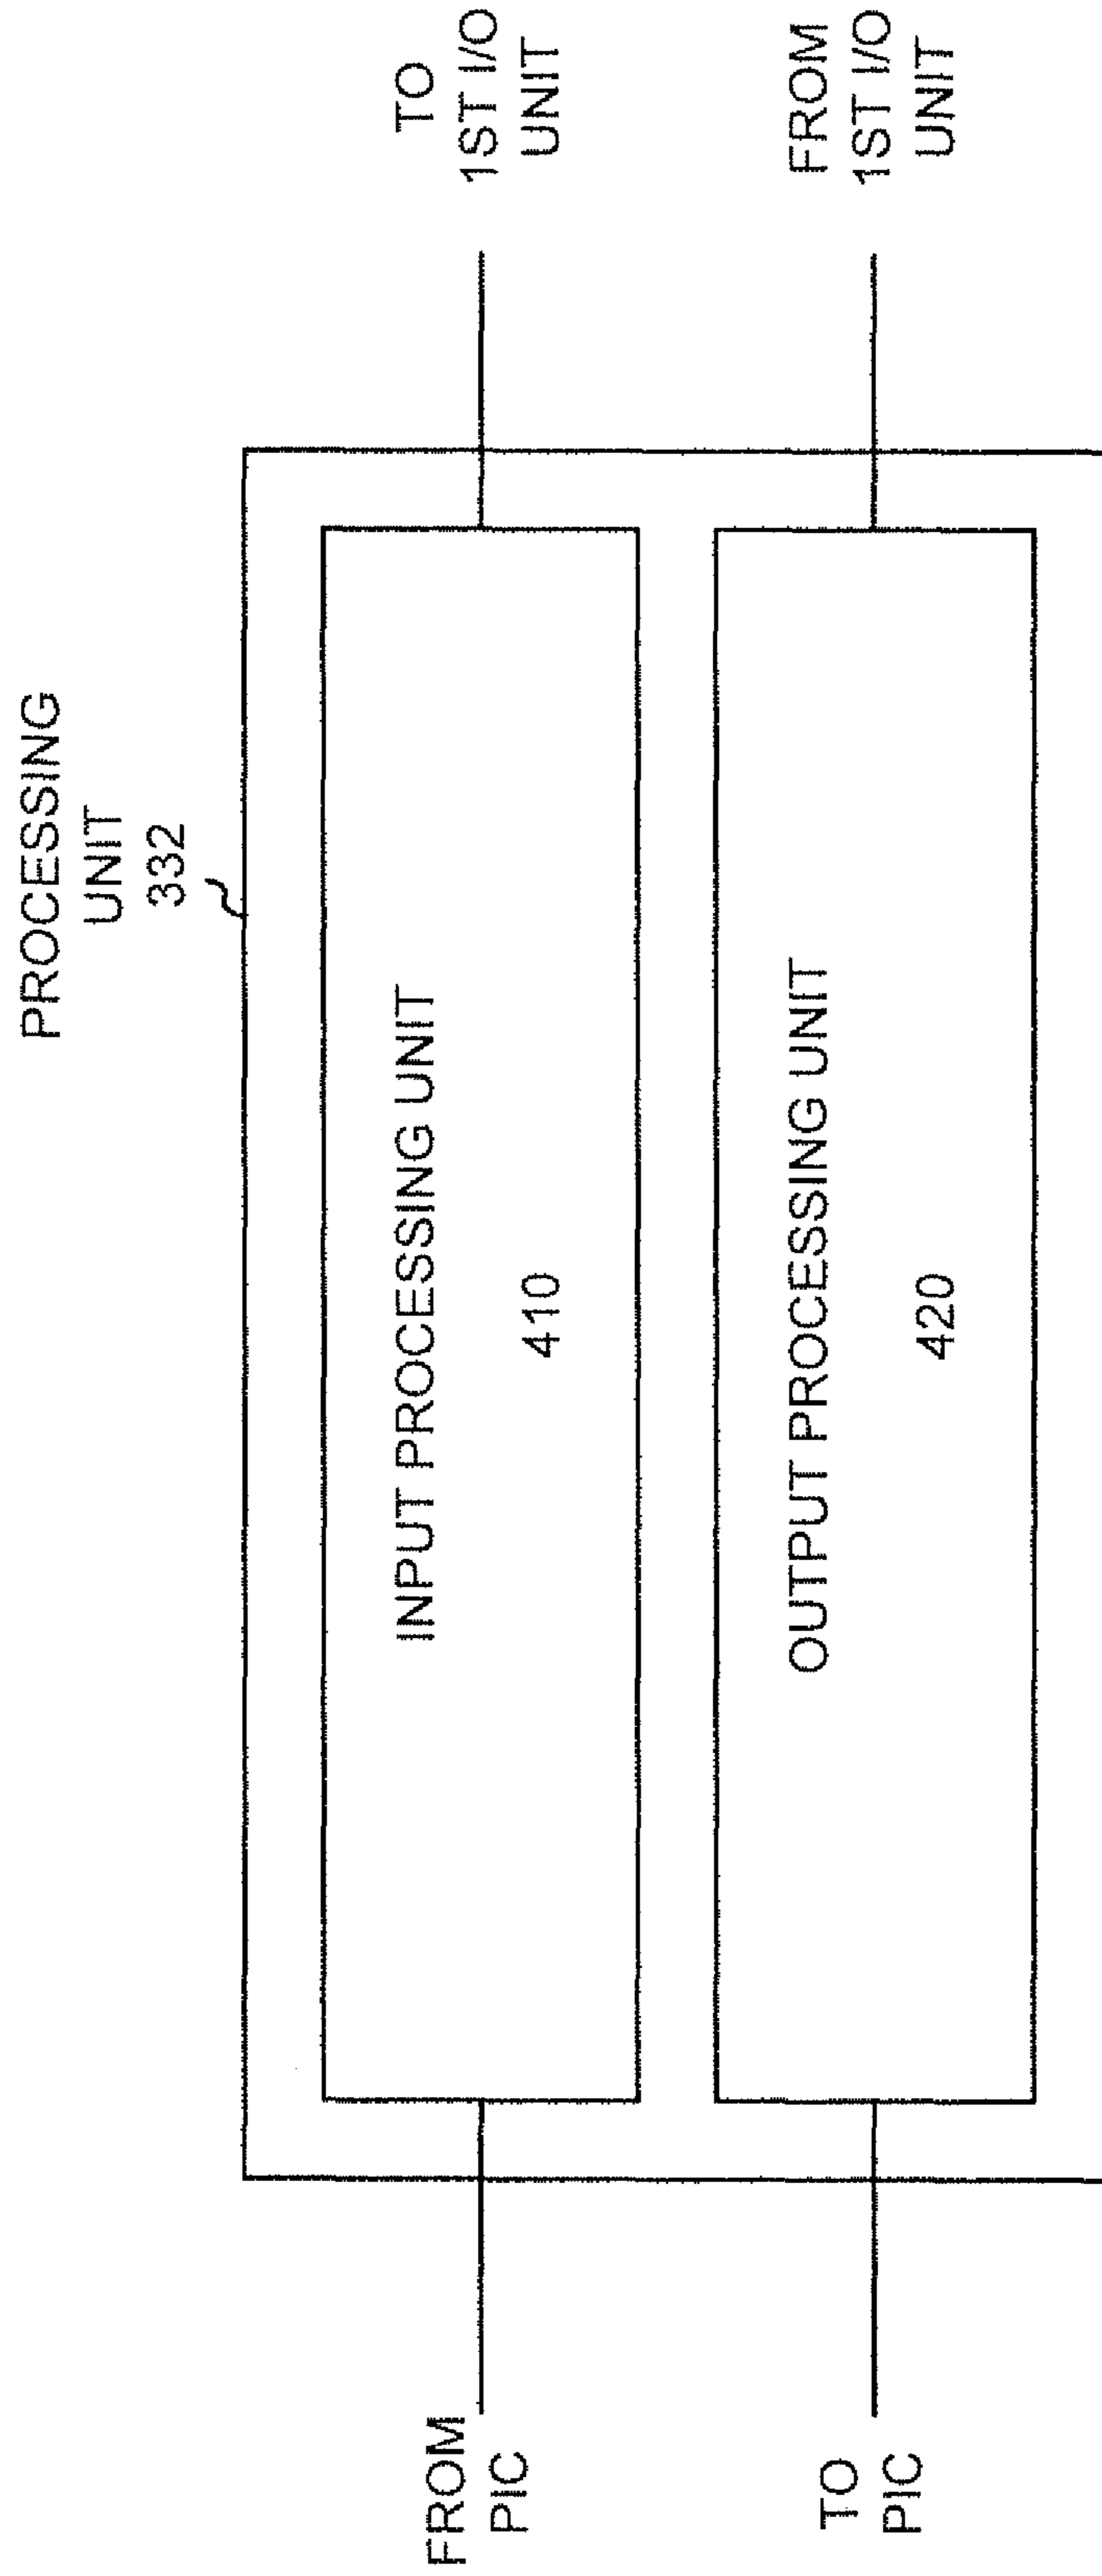 PROCESSING
UNIT
332
FROM
PIC
INPUT PROCESSING UNIT
410
TO
1ST I/O
UNIT
TO
PIC
OUTPUT PROCESSING UNIT
420
FROM
1ST I/O
UNIT